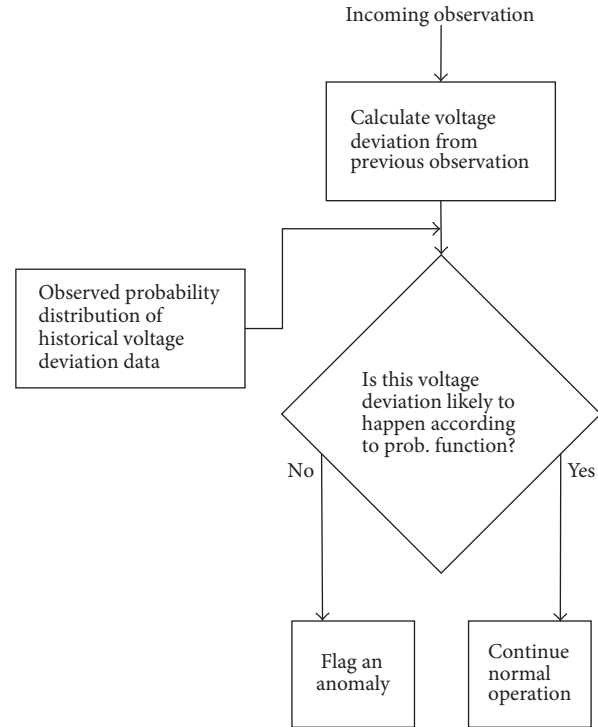 Incoming observation
Calculate voltage
deviation from
previous observation
Observed probability
distribution of
historical voltage
deviation data
Is this voltage
deviation likely to
happen according
to prob. function?
No
Yes
Flag an
anomaly
Continue
normal
operation